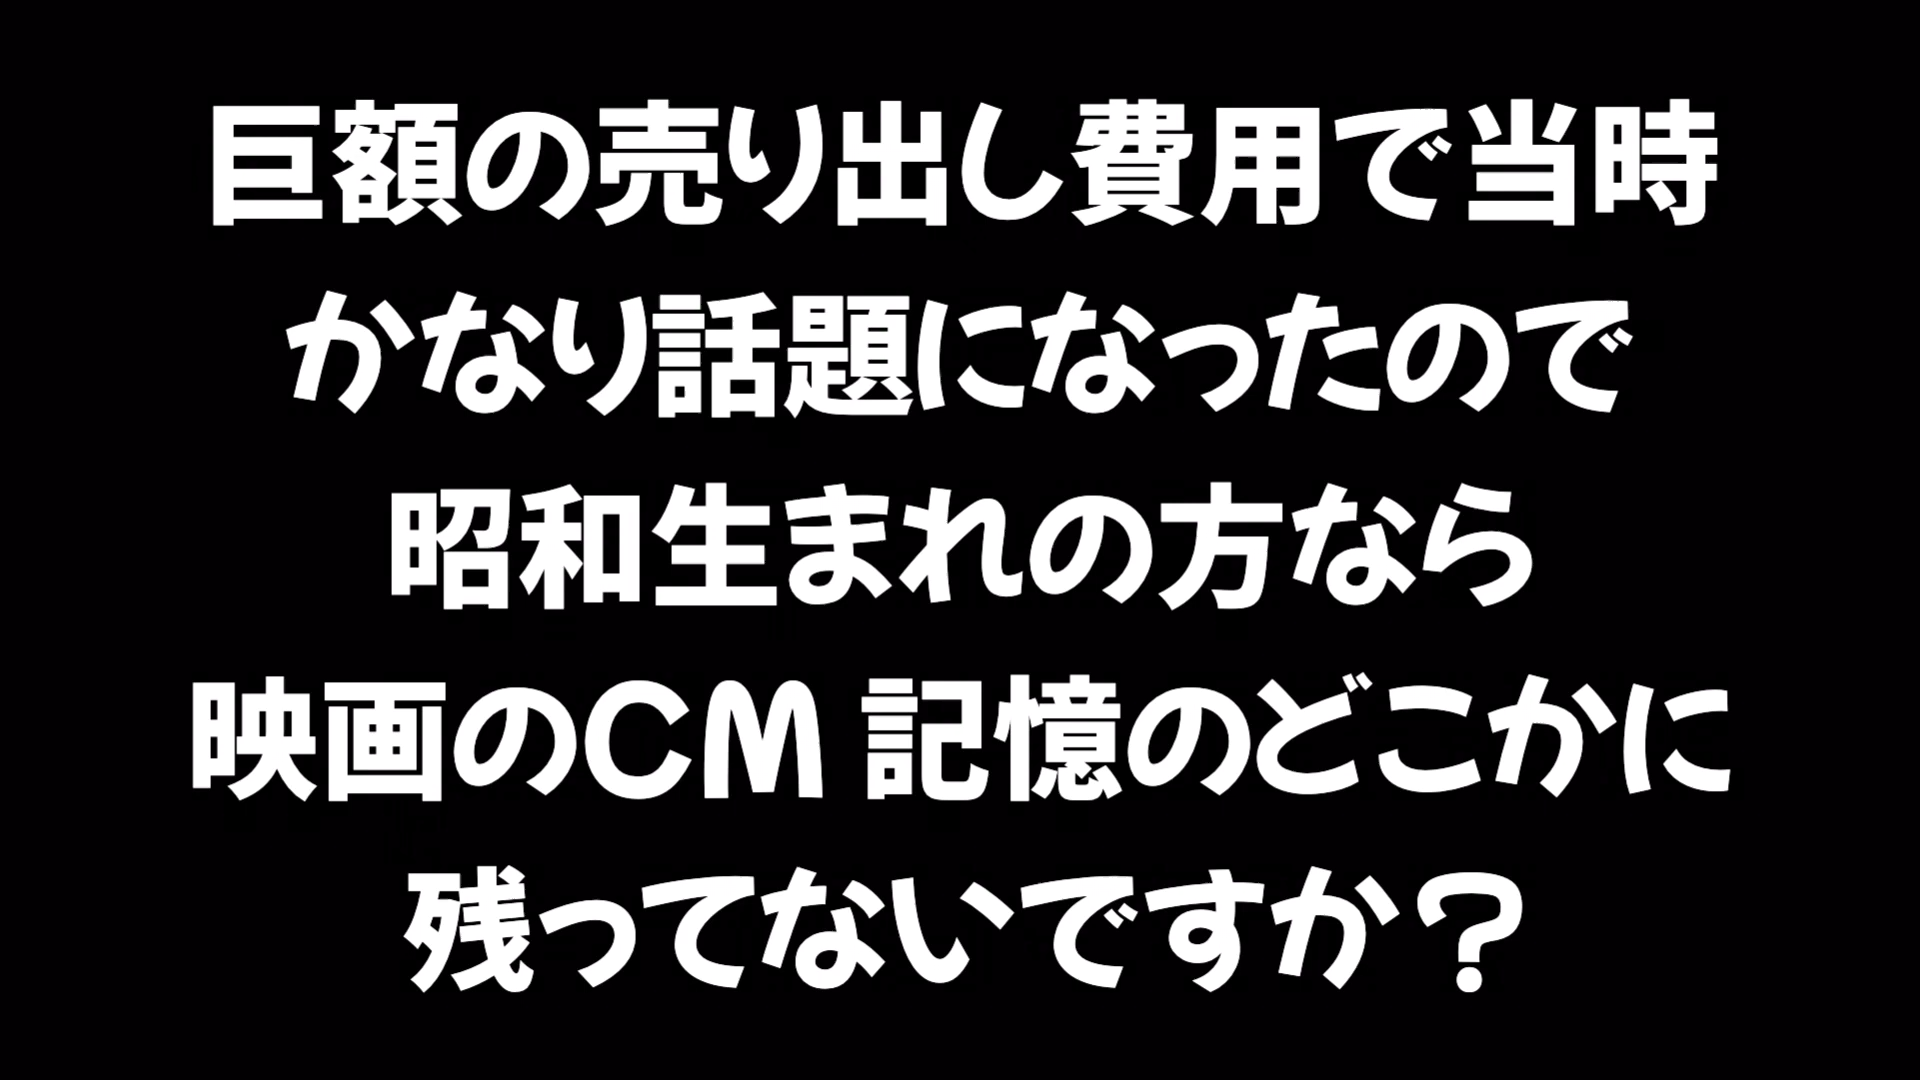 巨額の売り出し費用で当時
かなり話題になったので
昭和生まれの方なら
映画のCM 記憶のどこかに
残ってないですか？